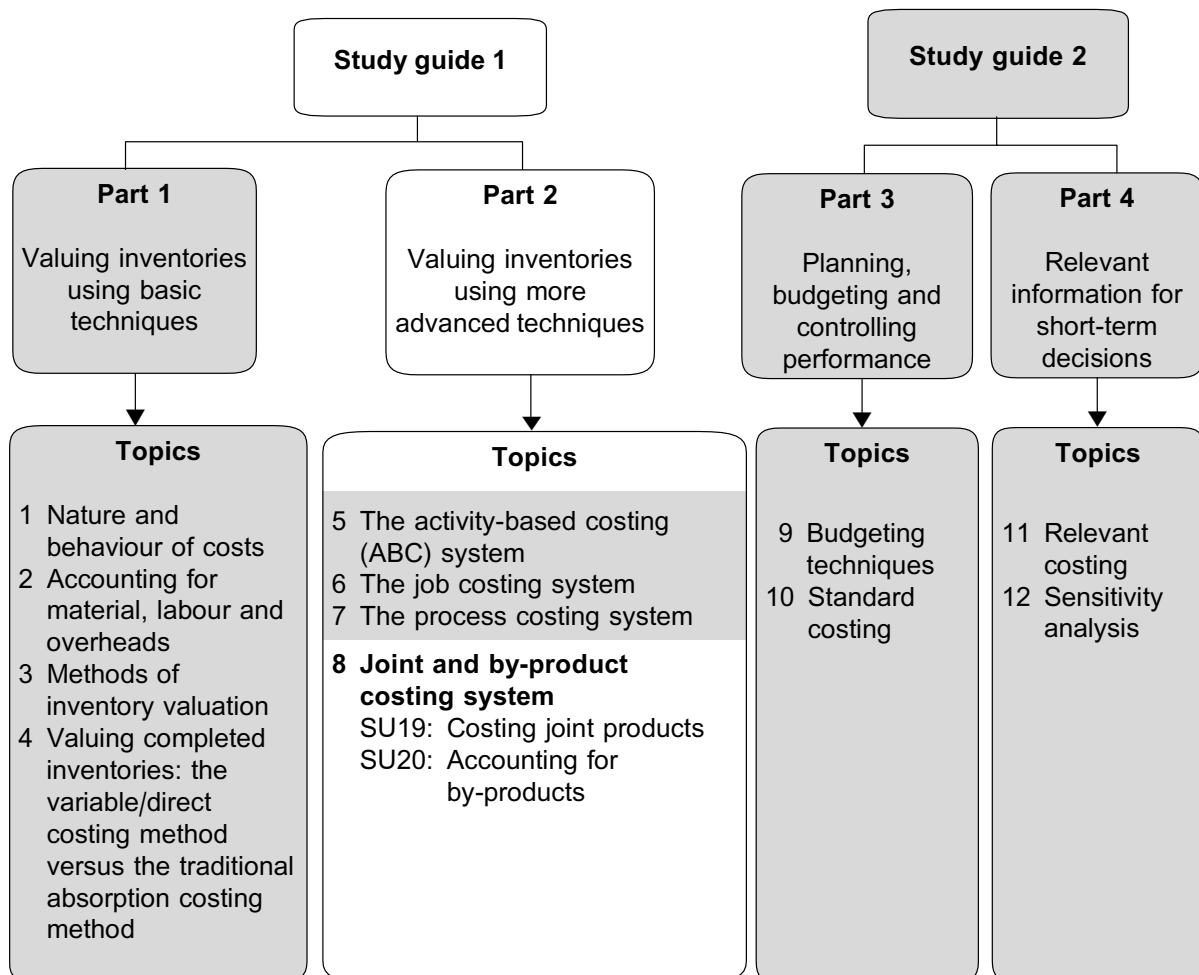 Study guide 1
Study guide 2
Part 1
Valuing inventories
using basic
techniques
Part 2
Valuing inventories
using more
advanced techniques
Part 3
Planning,
budgeting and
controlling
performance
Part 4
Relevant
information for
short-term
decisions
Topics
1 Nature and
behaviour of costs
2 Accounting for
material, labour and
overheads
3 Methods of
inventory valuation
4 Valuing completed
inventories: the
variable/direct
costing method
versus the traditional
absorption costing
method
Topics
5 The activity-based costing
(ABC) system
6 The job costing system
7 The process costing system
8 Joint and by-product
costing system
SU19: Costing joint products
SU20: Accounting for
by-products
Topics
9 Budgeting
techniques
10 Standard
costing
Topics
11 Relevant
costing
12 Sensitivity
analysis